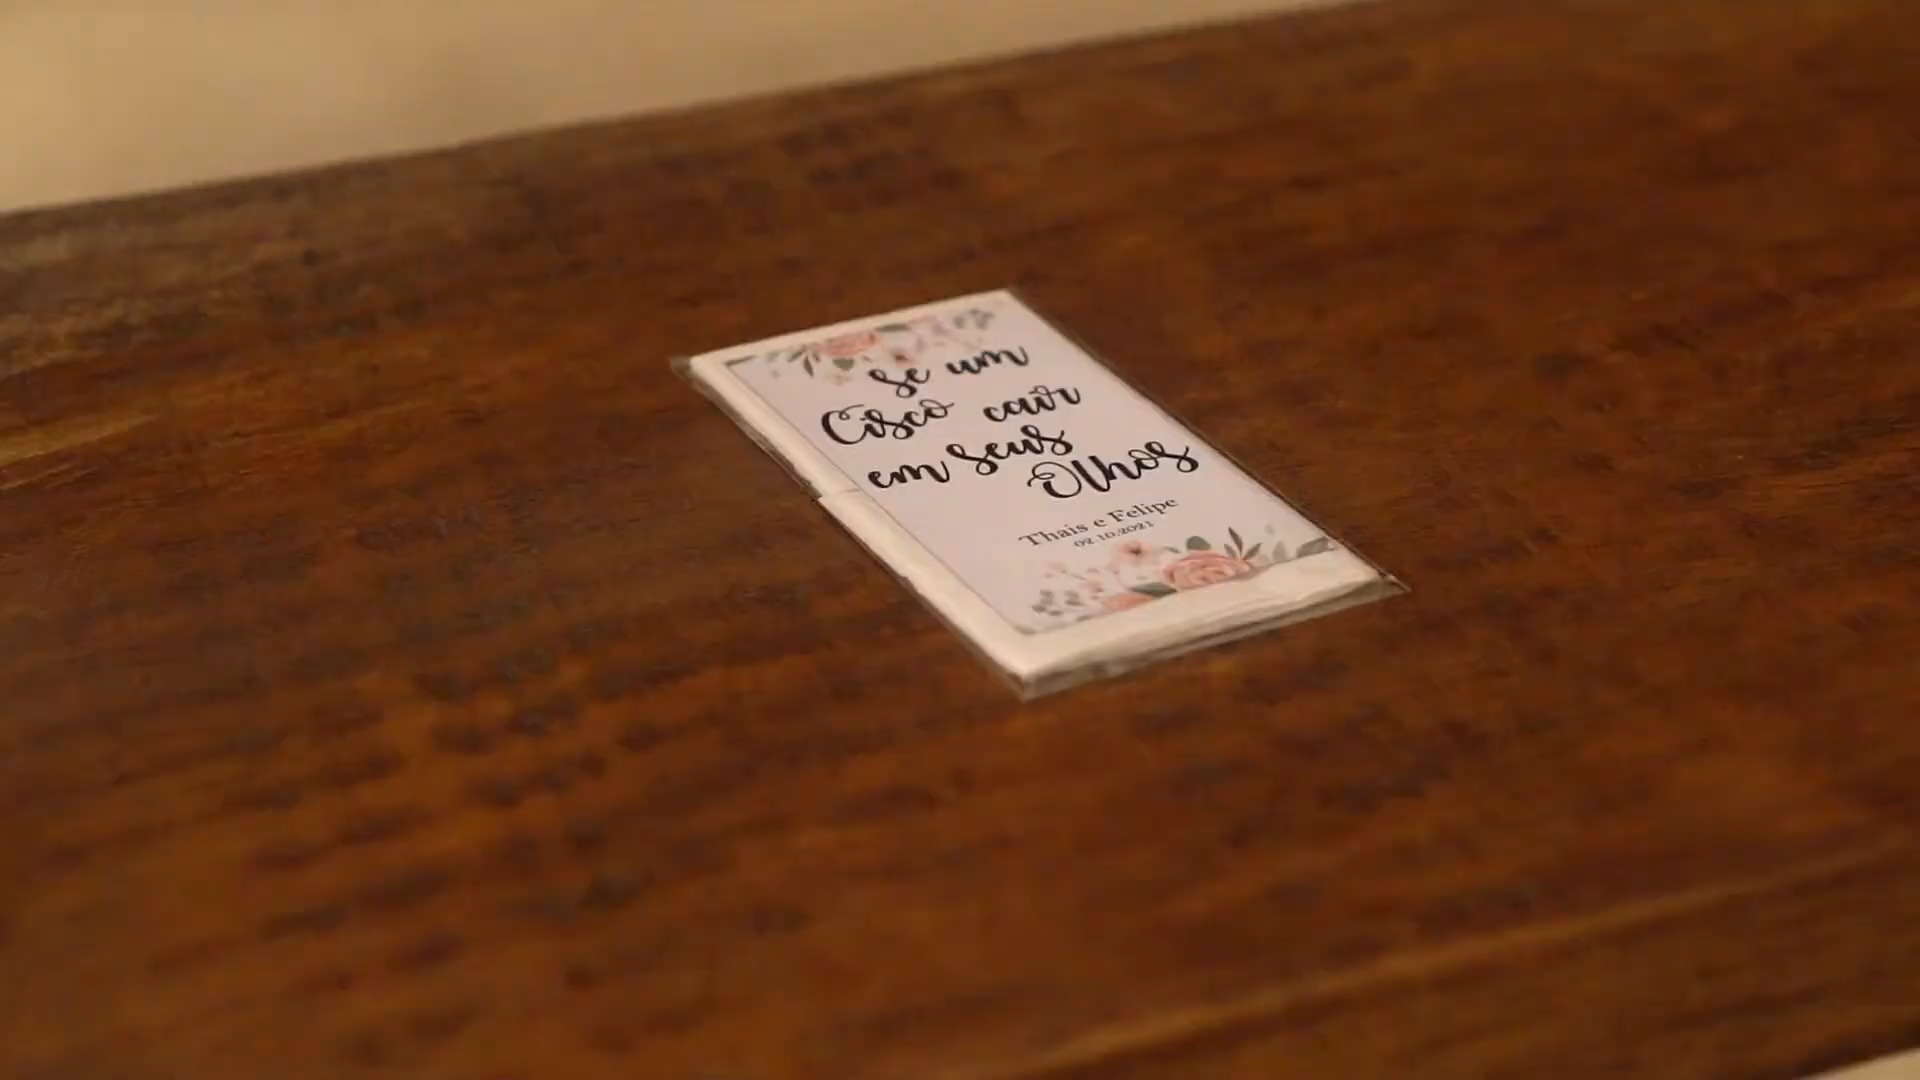 Se um
Cisco cair
em seus
Olhos
Thais e Felipe
02.10.2021